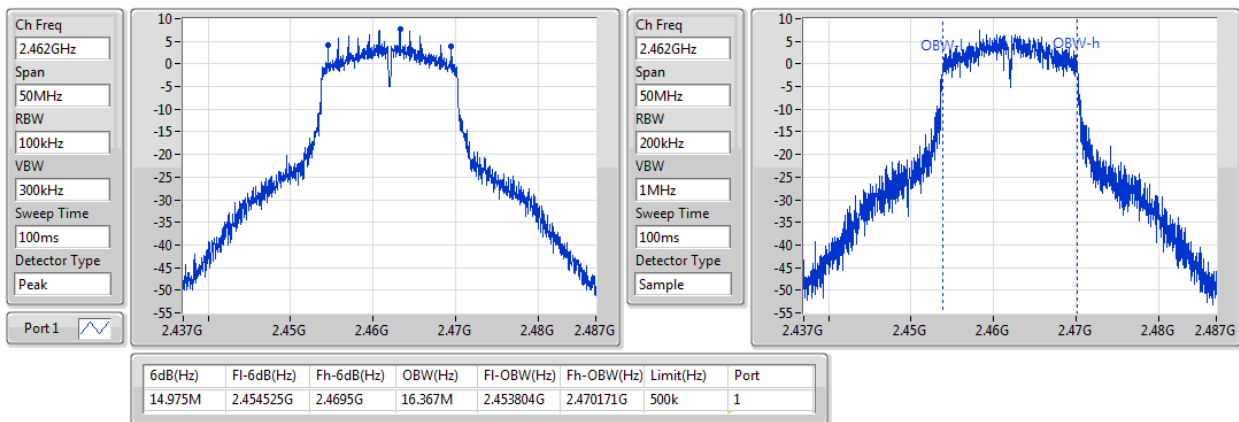 Ch Freq
2.462GHz
Span
50MHz
RBW
100kHz
VBW
300kHz
Sweep Time
100ms
Detector Type
Peak
Port 1
10
5
0
-5
-10
-15
-20
-25
-30
-35
-40
-45
-50
-55
2.437G 2.45G 2.46G 2.47G 2.48G 2.487G
Ch Freq
2.462GHz
Span
50MHz
RBW
200kHz
VBW
1MHz
Sweep Time
100ms
Detector Type
Sample
10
5
0
-5
-10
-15
-20
-25
-30
-35
-40
-45
-50
-55
OBW-l OBW-h
2.437G 2.45G 2.46G 2.47G 2.48G 2.487G
6dB(Hz) Fl-6dB(Hz) Fh-6dB(Hz) OBW(Hz) Fl-OBW(Hz) Fh-OBW(Hz) Limit(Hz) Port
14.975M 2.454525G 2.4695G 16.367M 2.453804G 2.470171G 500k 1